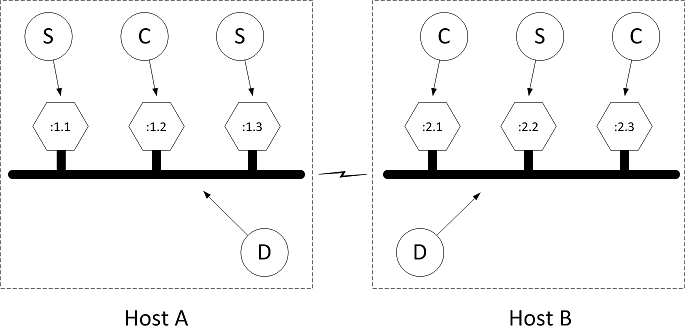 S C S C S C
:1.1 :1.2 :1.3 :2.1 :2.2 :2.3
D D
Host A Host B